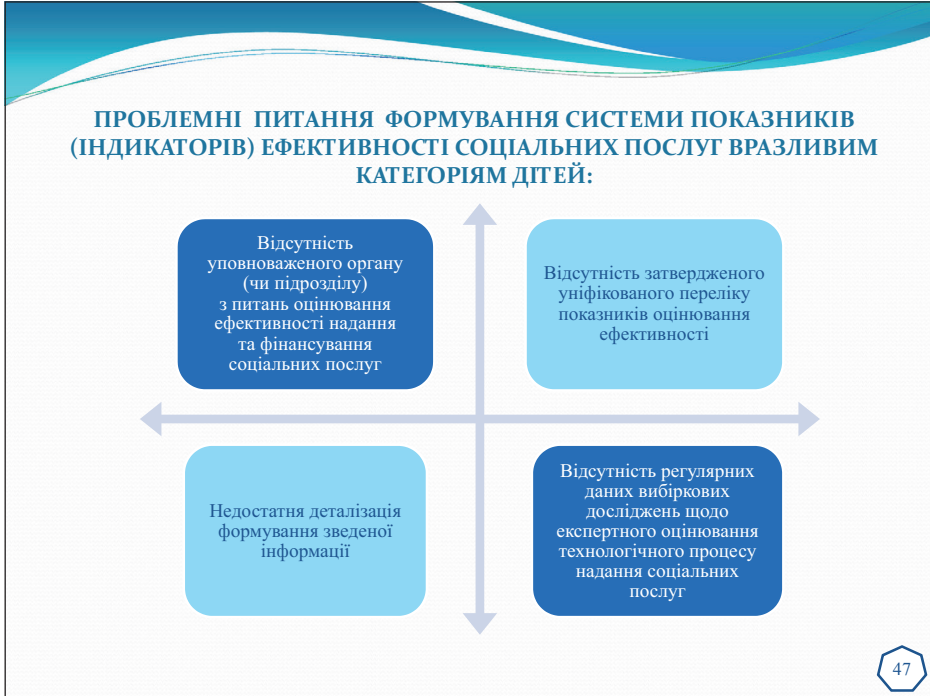 ПРОБЛЕМНІ ПИТАННЯ ФОРМУВАННЯ СИСТЕМИ ПОКАЗНИКІВ
(ІНДИКАТОРІВ) ЕФЕКТИВНОСТІ СОЦІАЛЬНИХ ПОСЛУГ ВРАЗЛИВИМ
КАТЕГОРІЯМ ДІТЕЙ:
Відсутність
уповноваженого органу
(чи підрозділу)
з питань оцінювання
ефективності надання
та фінансування
соціальних послуг
Відсутність затвердженого
уніфікованого переліку
показників оцінювання
ефективності
Недостатня деталізація
формування зведеної
інформації
Відсутність регулярних
даних вибіркових
досліджень щодо
експертного оцінювання
технологічного процесу
надання соціальних
послуг
47